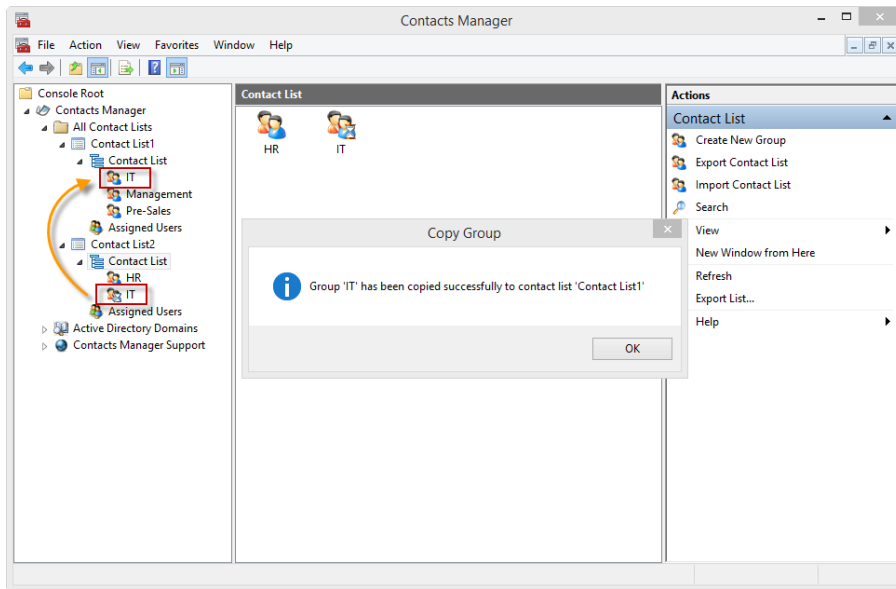 Contacts Manager
File Action View Favorites Window Help
Console Root
Contacts Manager
All Contact Lists
Contact List1
Contact List
IT
Management
Pre-Sales
Assigned Users
Contact List2
Contact List
HR
IT
Assigned Users
Active Directory Domains
Contacts Manager Support
Contact List
HR
IT
Copy Group
Group 'IT' has been copied successfully to contact list 'Contact List1'
OK
Actions
Contact List
Create New Group
Export Contact List
Import Contact List
Search
View
New Window from Here
Refresh
Export List...
Help